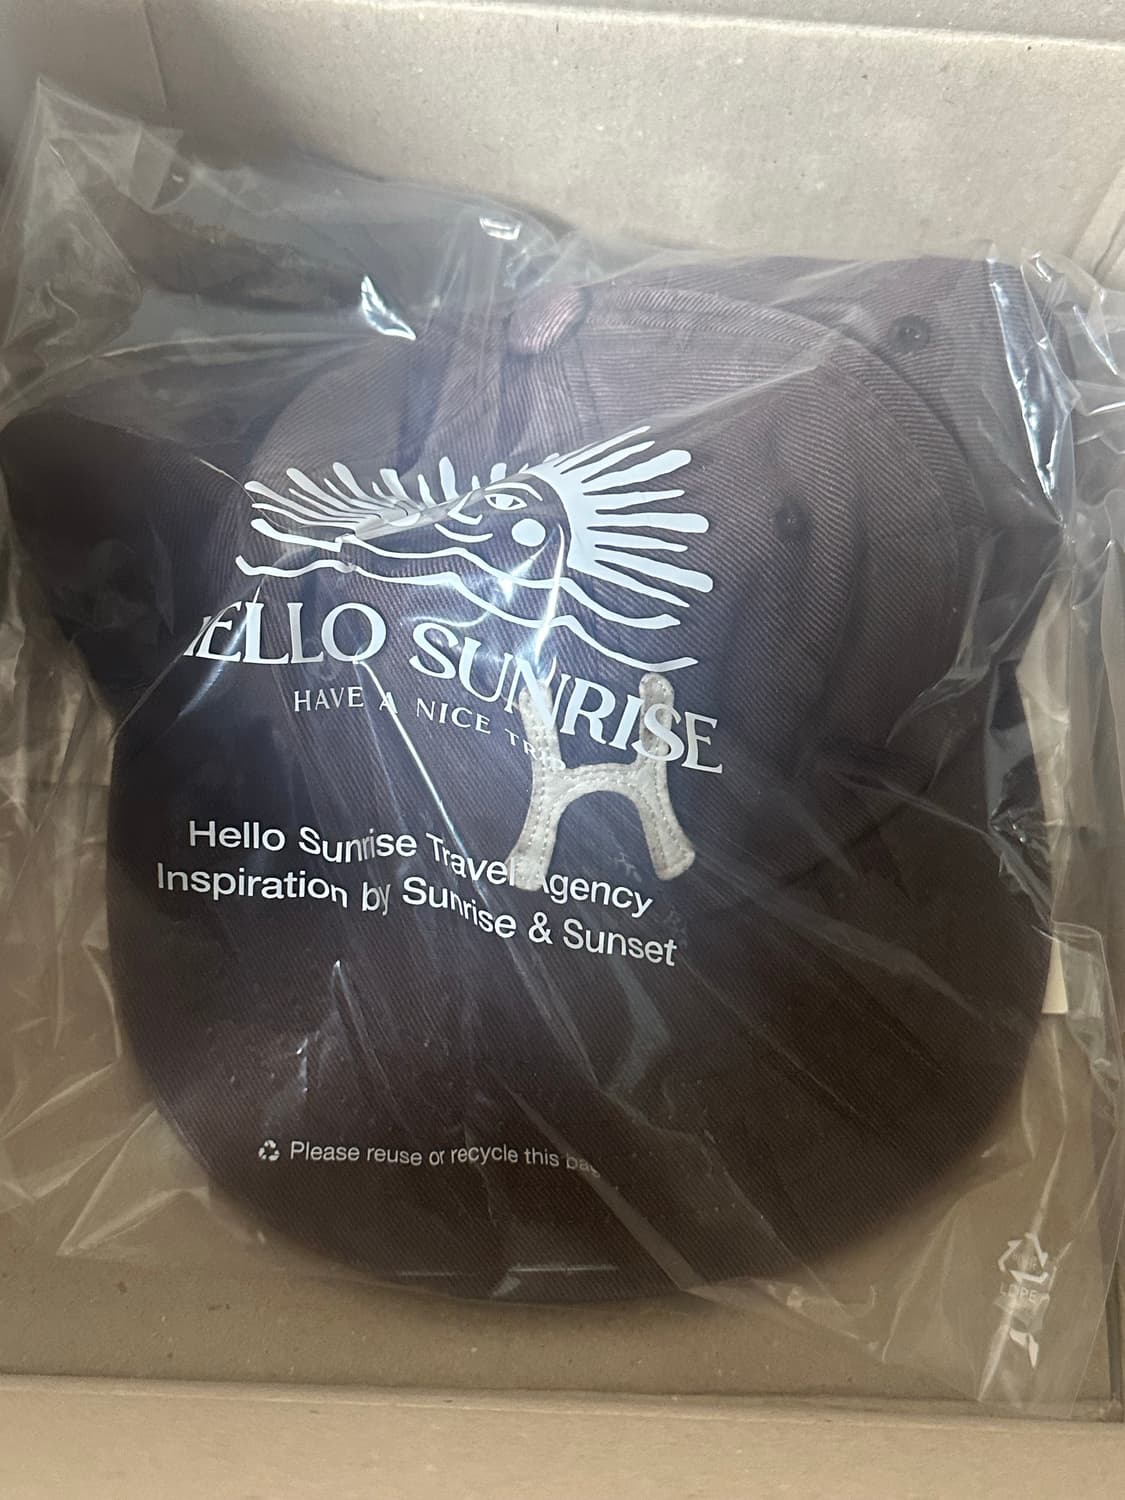 HELLO SUNRISE
HAVE A NICE TRIP
Hello Sunrise Travel Agency
Inspiration by Sunrise & Sunset
H
Please reuse or recycle this bag
LDPE